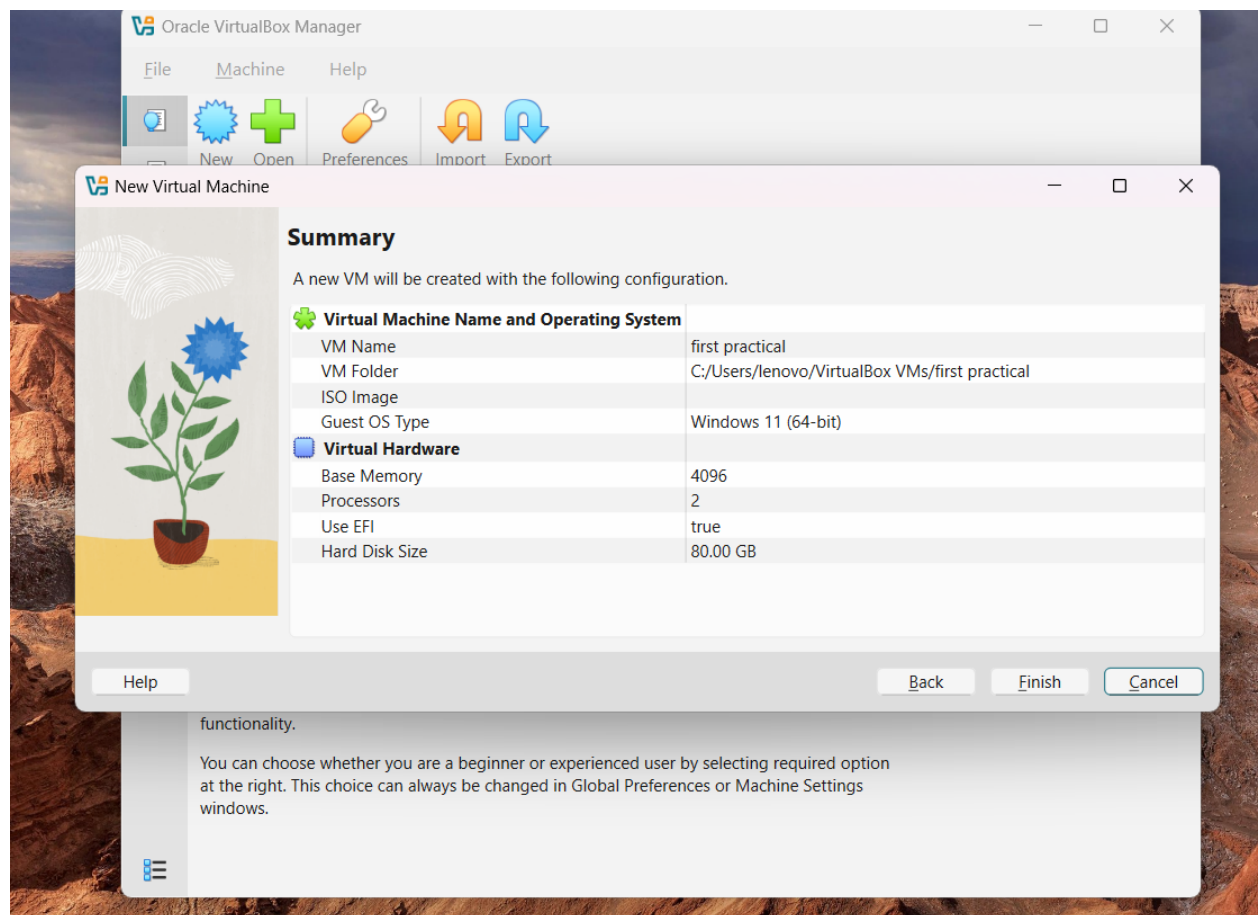 Oracle VirtualBox Manager
File Machine Help
New Open Preferences Import Export
New Virtual Machine
Summary
A new VM will be created with the following configuration.
Virtual Machine Name and Operating System
VM Name first practical
VM Folder C:/Users/lenovo/VirtualBox VMs/first practical
ISO Image
Guest OS Type Windows 11 (64-bit)
Virtual Hardware
Base Memory 4096
Processors 2
Use EFI true
Hard Disk Size 80.00 GB
Help Back Finish Cancel
functionality.
You can choose whether you are a beginner or experienced user by selecting required option
at the right. This choice can always be changed in Global Preferences or Machine Settings
windows.